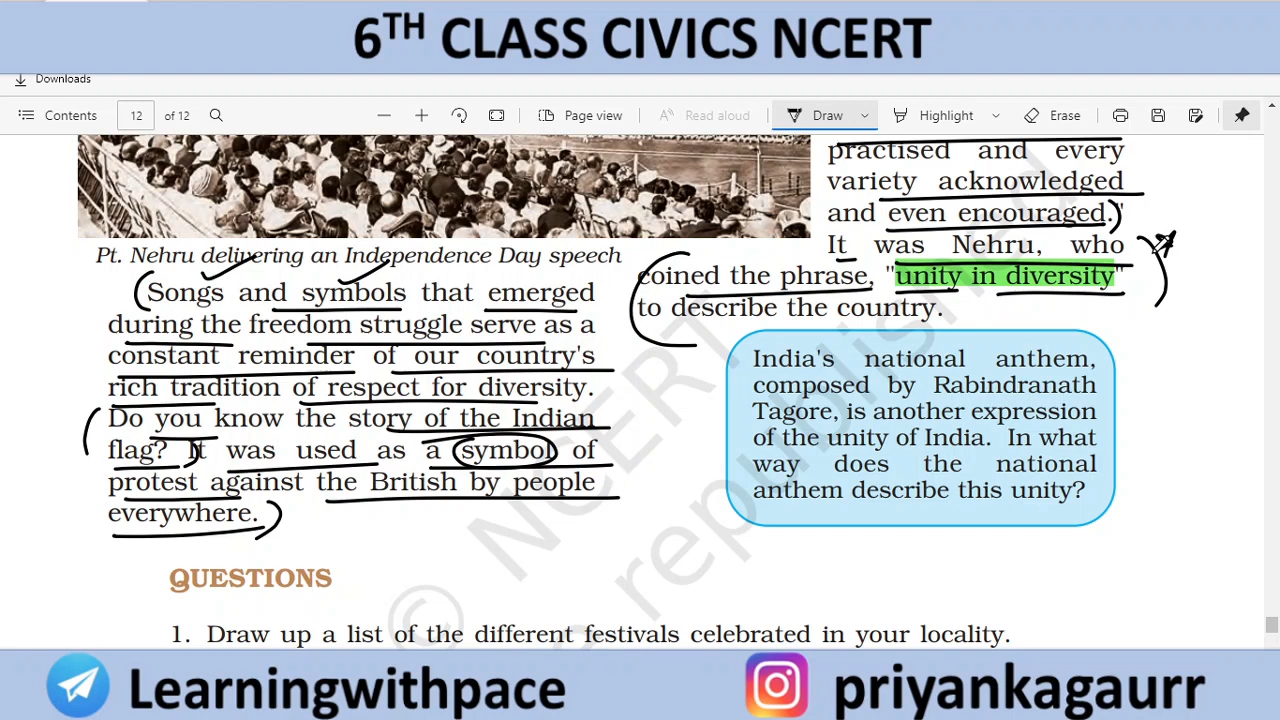 6TH CLASS CIVICS NCERT
Downloads
Contents
12
of 12
Page view
Read aloud
Draw
Highlight
Erase
practised and every
variety acknowledged
and even encouraged."
It was Nehru, who
coined the phrase, "unity in diversity"
to describe the country.
Pt. Nehru delivering an Independence Day speech
Songs and symbols that emerged
during the freedom struggle serve as a
constant reminder of our country's
rich tradition of respect for diversity.
Do you know the story of the Indian
flag? It was used as a symbol of
protest against the British by people
everywhere.
India's national anthem,
composed by Rabindranath
Tagore, is another expression
of the unity of India. In what
way does the national
anthem describe this unity?
© NCERT
republished
QUESTIONS
1. Draw up a list of the different festivals celebrated in your locality.
Learningwithpace
priyankagaurr